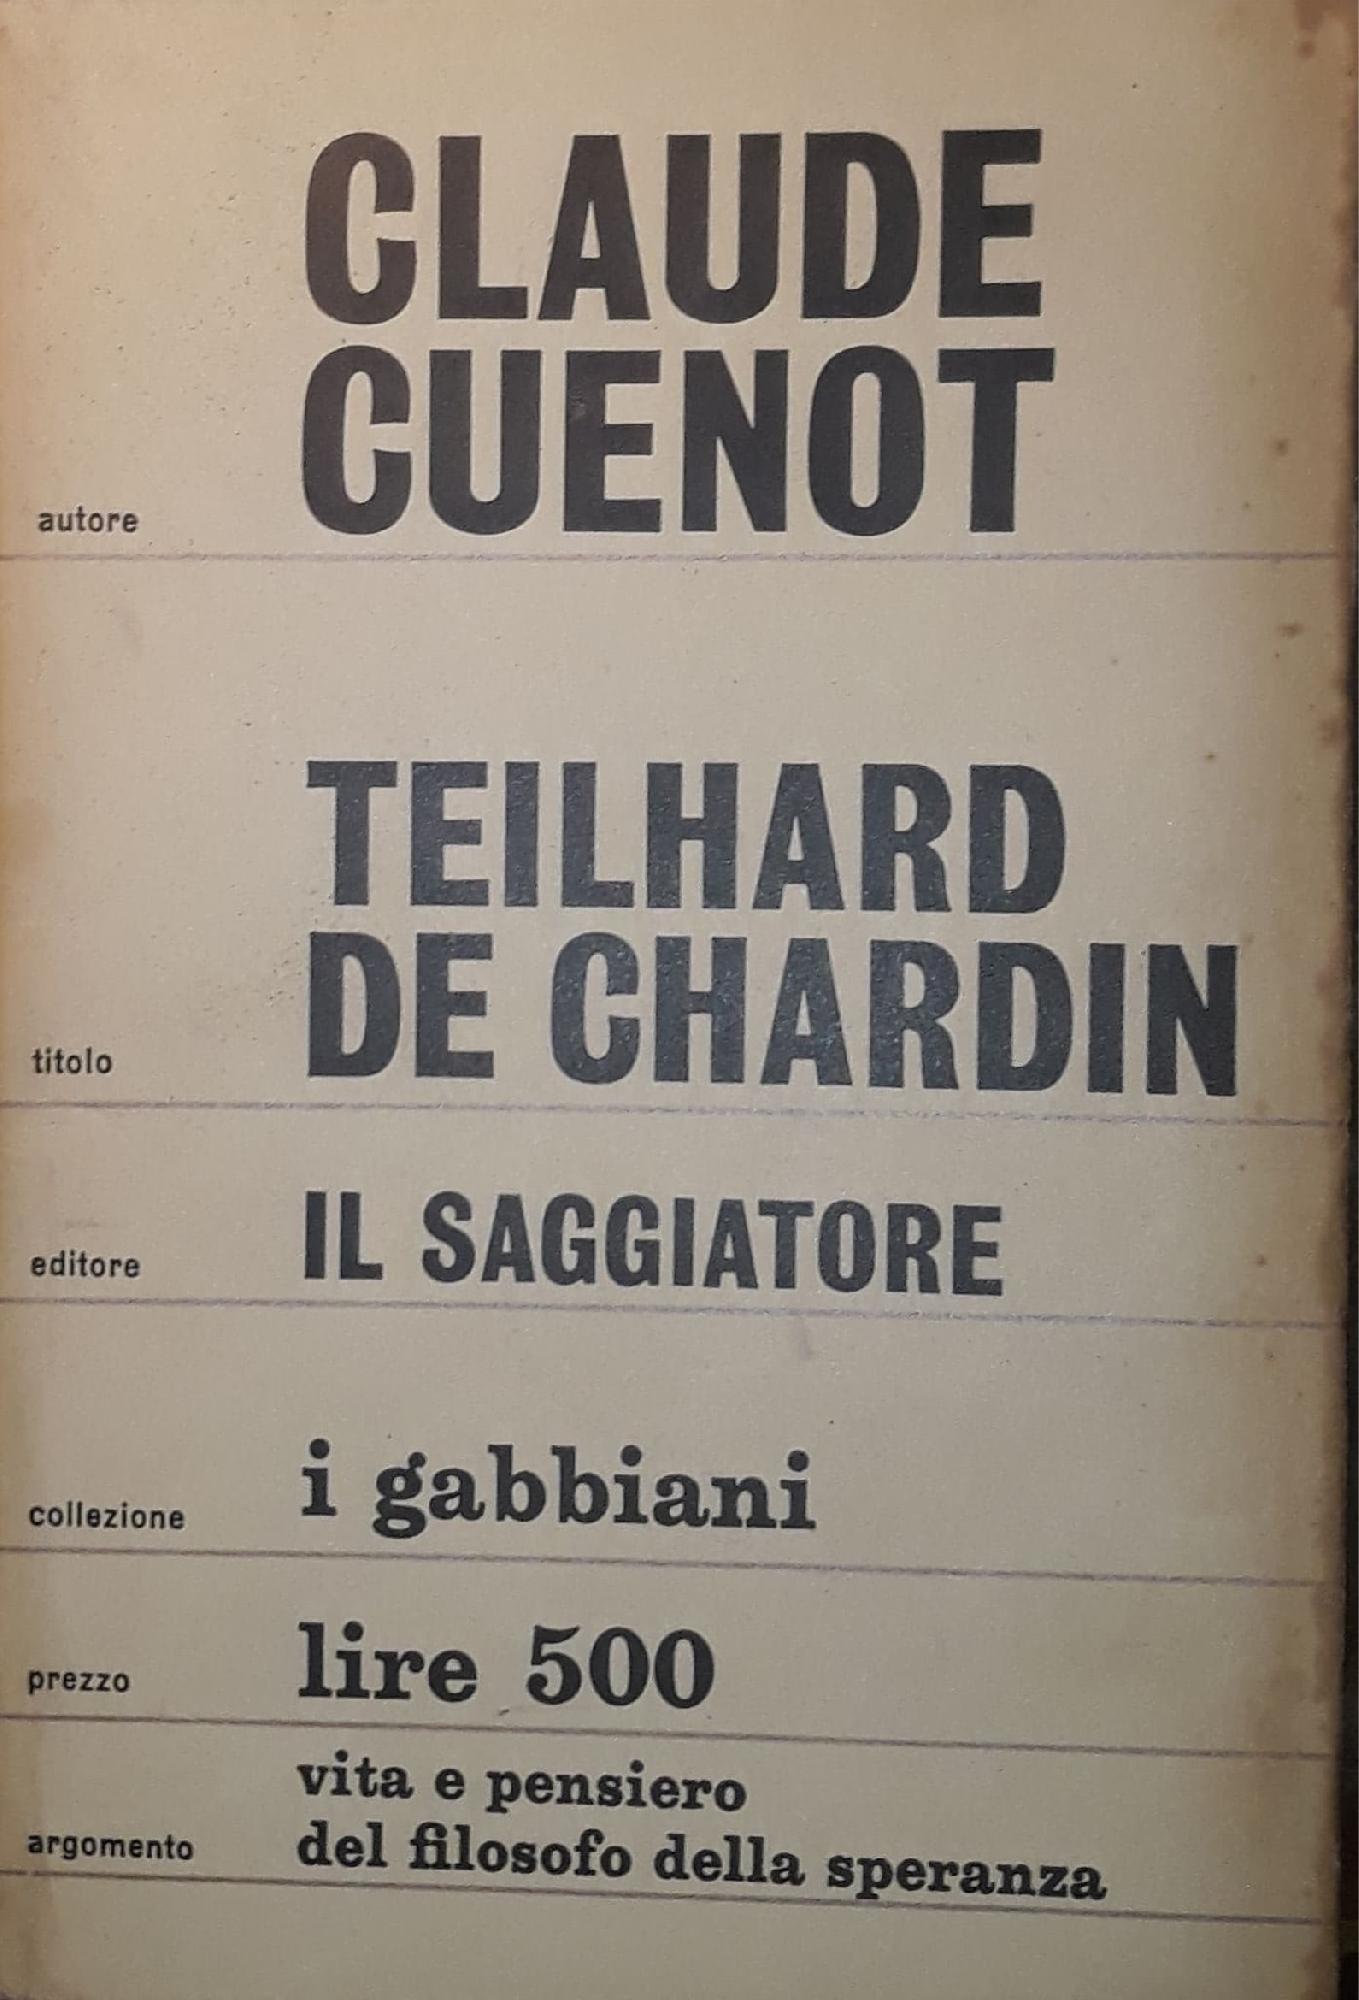 CLAUDE
autore CUENOT
TEILHARD
titolo DE CHARDIN
editore IL SAGGIATORE
collezione i gabbiani
prezzo lire 500
vita e pensiero
argomento del filosofo della speranza